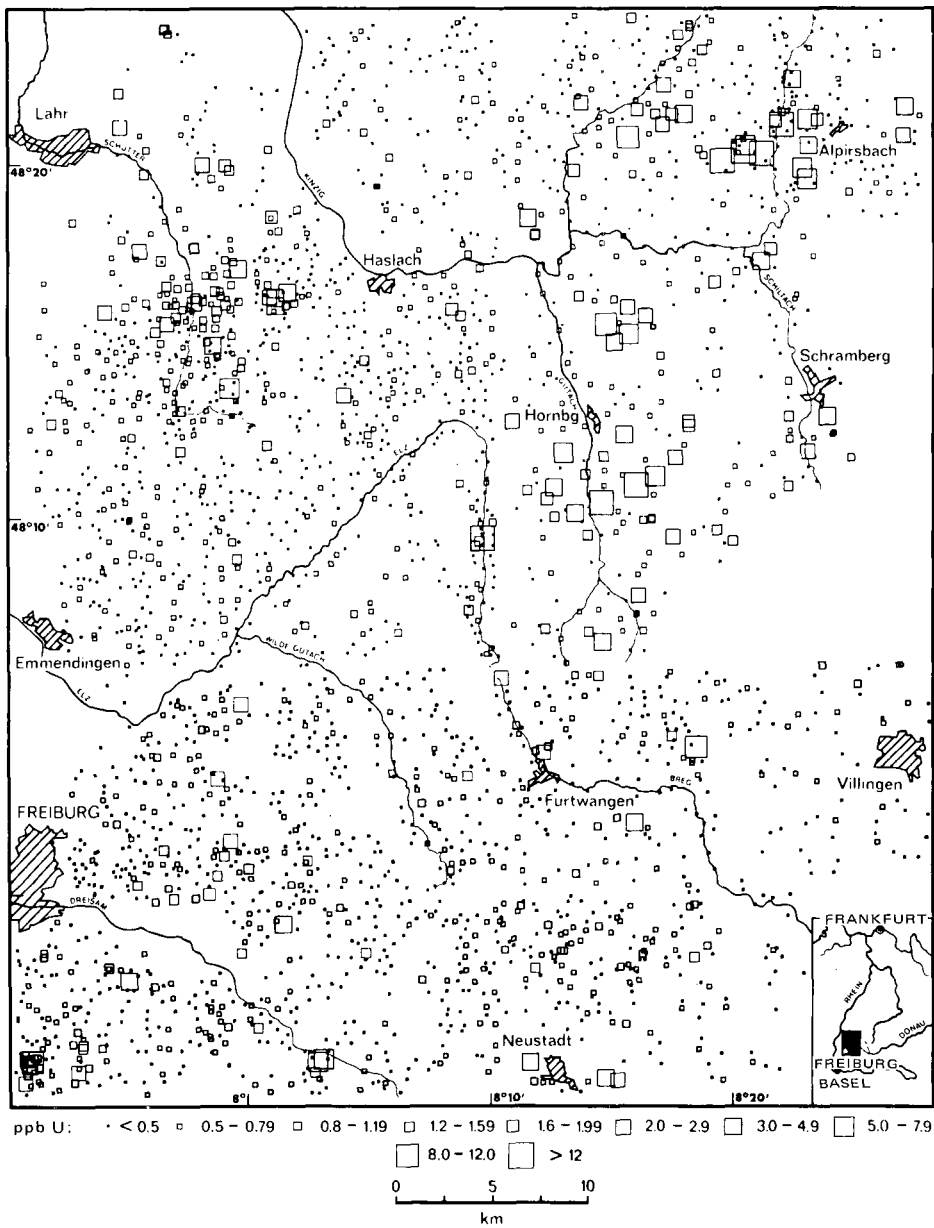 Lahr
SCHUTTER
48°20'
KINZIG
Alpirsbach
Haslach
SCHILTACH
Schramberg
GUTACH
Hornbg
ELZ
48°10'
Emmendingen
WILDE GUTACH
ELZ
Villingen
BREG
Furtwangen
FREIBURG
DREISAM
FRANKFURT
RHEIN
DONAU
Neustadt
FREIBURG
BASEL
8° 8°10' 8°20'
ppb U: < 0.5 0.5 – 0.79 0.8 – 1.19 1.2 – 1.59 1.6 – 1.99 2.0 – 2.9 3.0 – 4.9 5.0 – 7.9
8.0 – 12.0 > 12
0 5 10
km